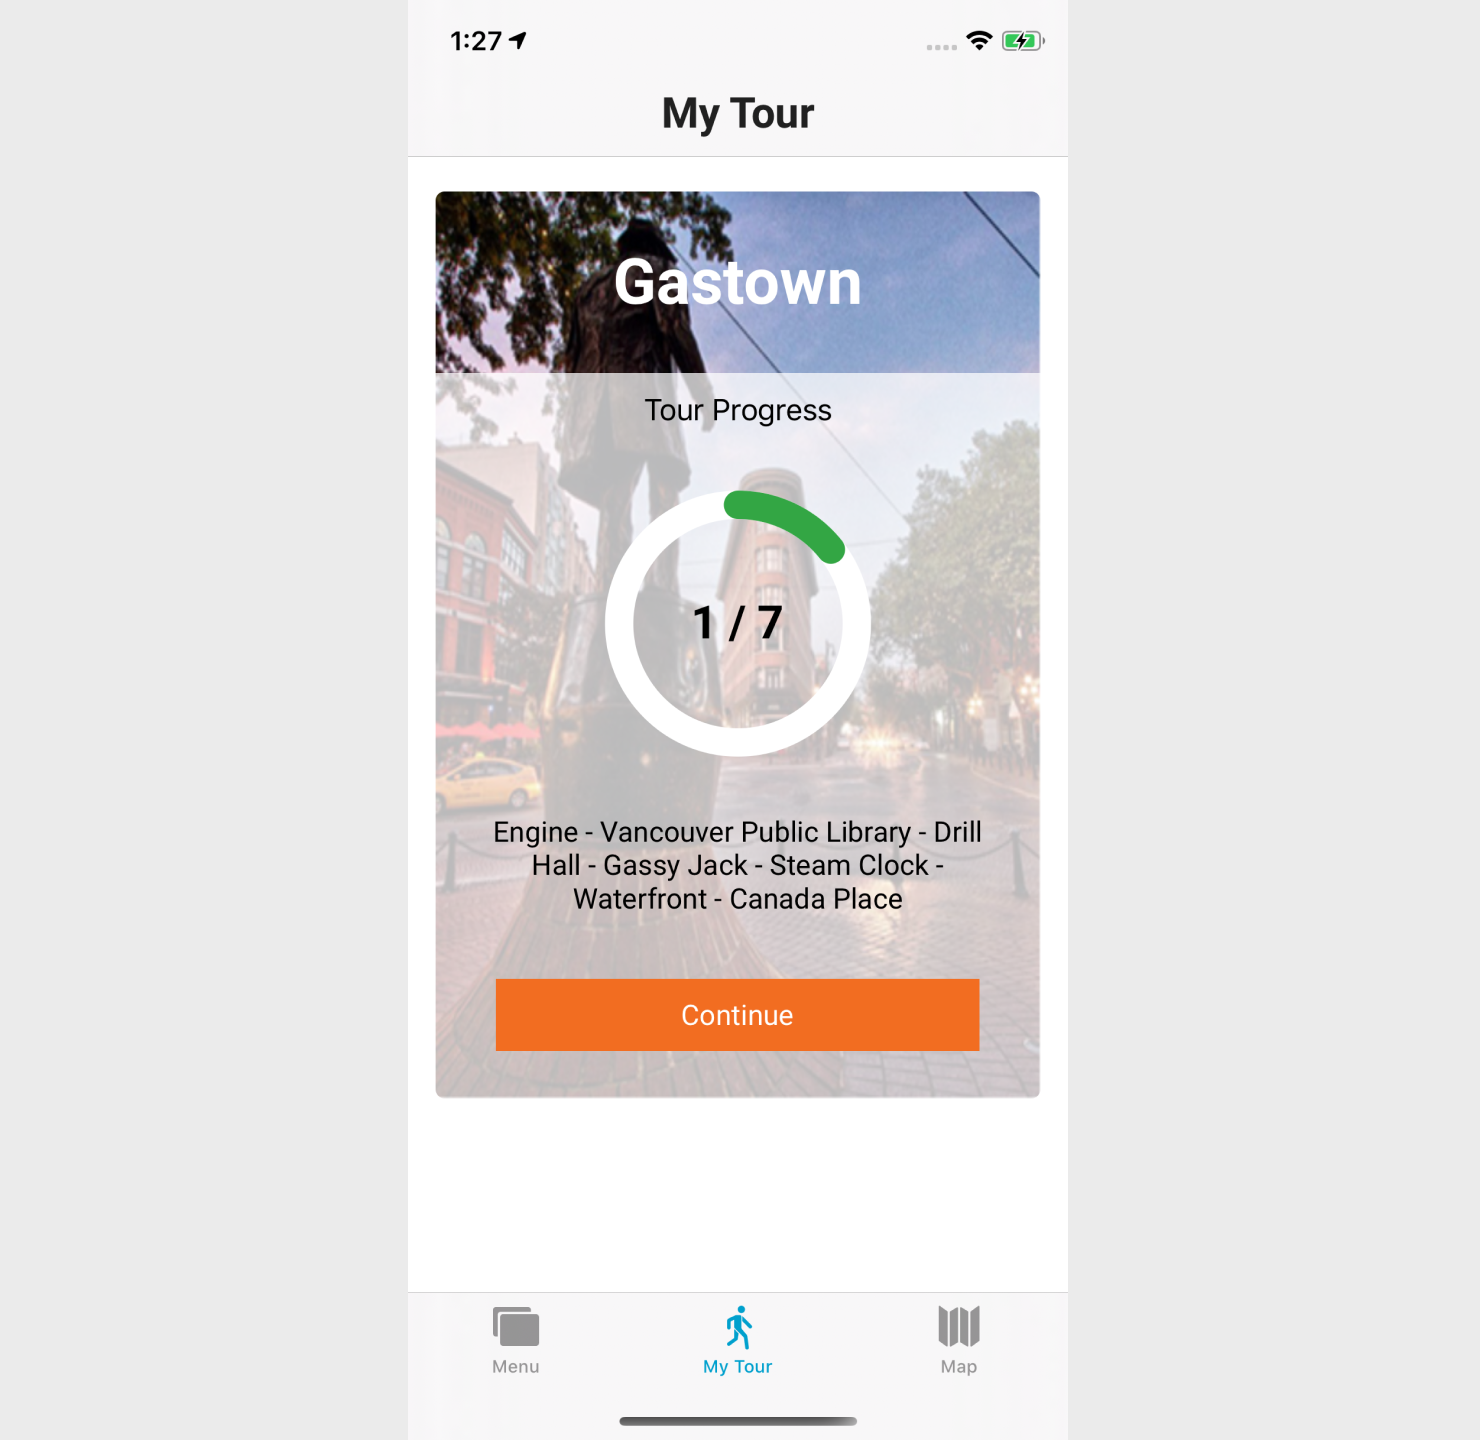 1:27
My Tour
Gastown
Tour Progress
1 / 7
Engine - Vancouver Public Library - Drill
Hall - Gassy Jack - Steam Clock -
Waterfront - Canada Place
Continue
Menu
My Tour
Map